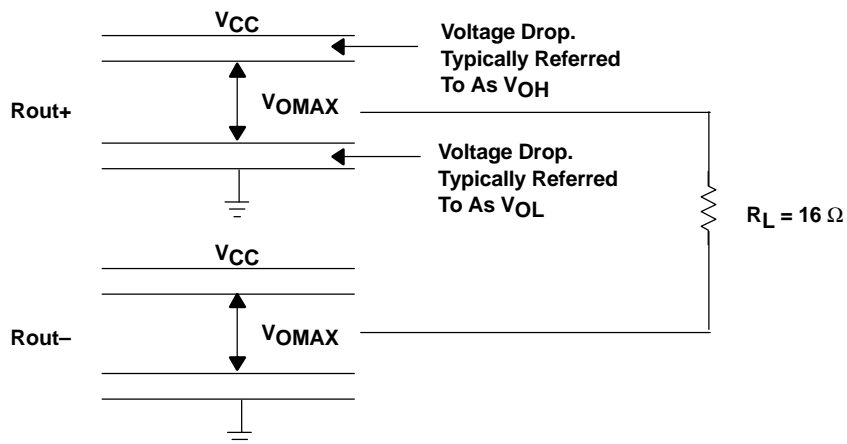 VCC
Voltage Drop.
Typically Referred
To As VOH
Rout+
VOMAX
Voltage Drop.
Typically Referred
To As VOL
RL = 16 Ω
VCC
Rout–
VOMAX